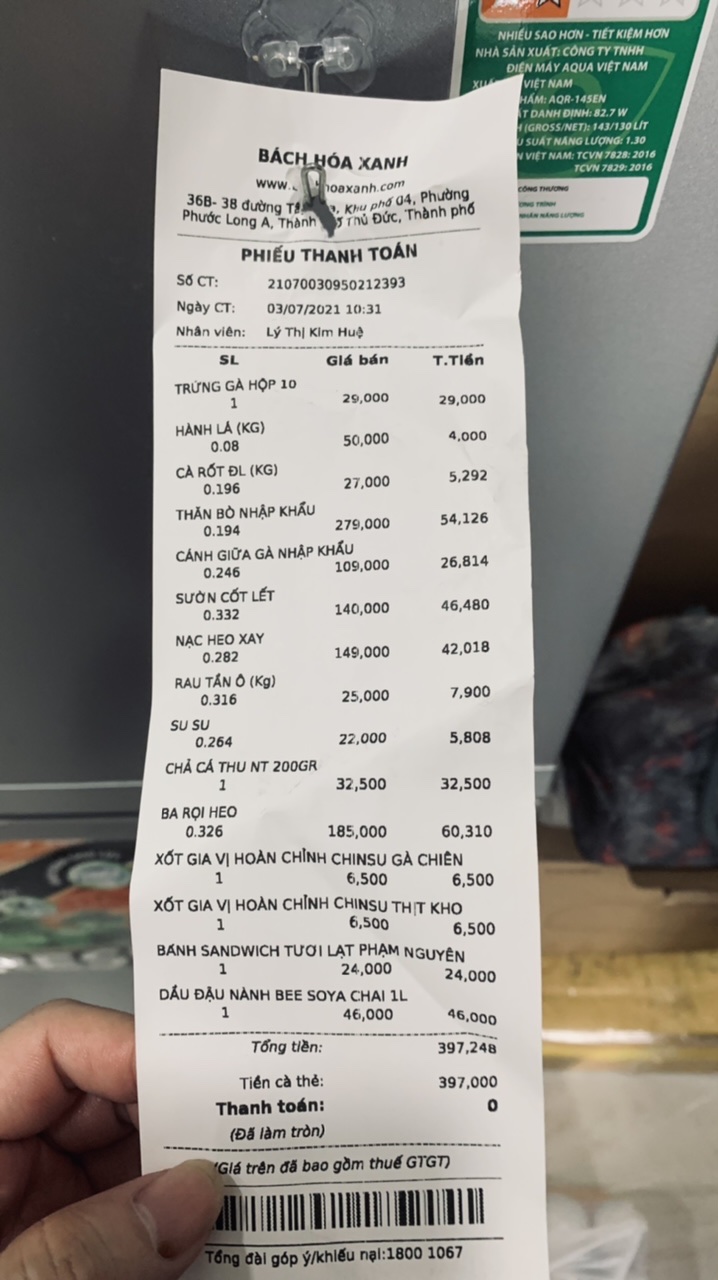 NHIỀU SAO HƠN - TIẾT KIỆM HƠN
NHÀ SẢN XUẤT: CÔNG TY TNHH
ĐIỆN MÁY AQUA VIỆT NAM
VIỆT NAM
AQR-145EN
DANH ĐỊNH: 82.7 W
(GROSS/NET): 143/130 LÍT
SUẤT NĂNG LƯỢNG: 1.30
VIỆT NAM: TCVN 7828: 2016
TCVN 7829: 2016
CÔNG THƯƠNG
NHÃN NĂNG LƯỢNG
BÁCH HÓA XANH
www.
36B- 38 đường Khu phố 04, Phường
Phước Long A, Thành Thủ Đức, Thành phố
PHIẾU THANH TOÁN
Số CT: 21070030950212393
Ngày CT: 03/07/2021 10:31
Nhân viên: Lý Thị Kim Huệ
SL Giá bán T.Tiền
TRỨNG GÀ HỘP 10
1 29,000 29,000
HÀNH LÁ (KG)
0.08 50,000 4,000
CÀ RỐT ĐL (KG)
0.196 27,000 5,292
THĂN BÒ NHẬP KHẨU
0.194 279,000 54,126
CÁNH GIỮA GÀ NHẬP KHẨU
0.246 109,000 26,814
SƯỜN CỐT LẾT
0.332 140,000 46,480
NẠC HEO XAY
0.282 149,000 42,018
RAU TẦN Ô (Kg)
0.316 25,000 7,900
SU SU
0.264 22,000 5,808
CHẢ CÁ THU NT 200GR
1 32,500 32,500
BA RỌI HEO
0.326 185,000 60,310
XỐT GIA VỊ HOÀN CHỈNH CHINSU GÀ CHIÊN
1 6,500 6,500
XỐT GIA VỊ HOÀN CHỈNH CHINSU THỊT KHO
1 6,500 6,500
BÁNH SANDWICH TƯƠI LẠT PHẠM NGUYÊN
1 24,000 24,000
DẦU ĐẬU NÀNH BEE SOYA CHAI 1L
1 46,000 46,000
Tổng tiền: 397,248
Tiền cà thẻ: 397,000
Thanh toán: 0
(Đã làm tròn)
(Giá trên đã bao gồm thuế GTGT)
Tổng đài góp ý/khiếu nại:1800 1067